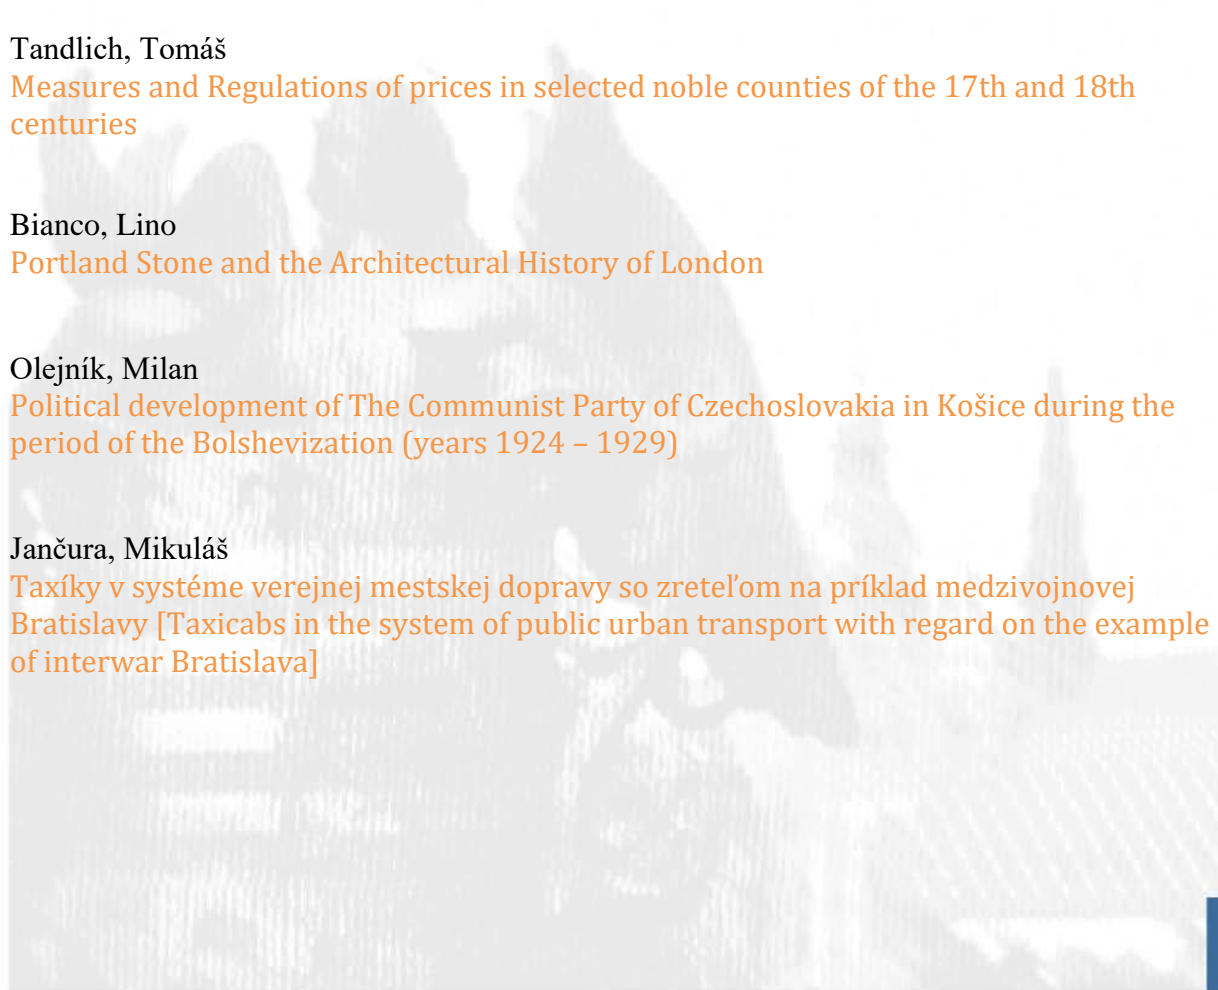 Tandlich, Tomáš
Measures and Regulations of prices in selected noble counties of the 17th and 18th
centuries
Bianco, Lino
Portland Stone and the Architectural History of London
Olejník, Milan
Political development of The Communist Party of Czechoslovakia in Košice during the
period of the Bolshevization (years 1924 – 1929)
Jančura, Mikuláš
Taxíky v systéme verejnej mestskej dopravy so zreteľom na príklad medzivojnovej
Bratislavy [Taxicabs in the system of public urban transport with regard on the example
of interwar Bratislava]